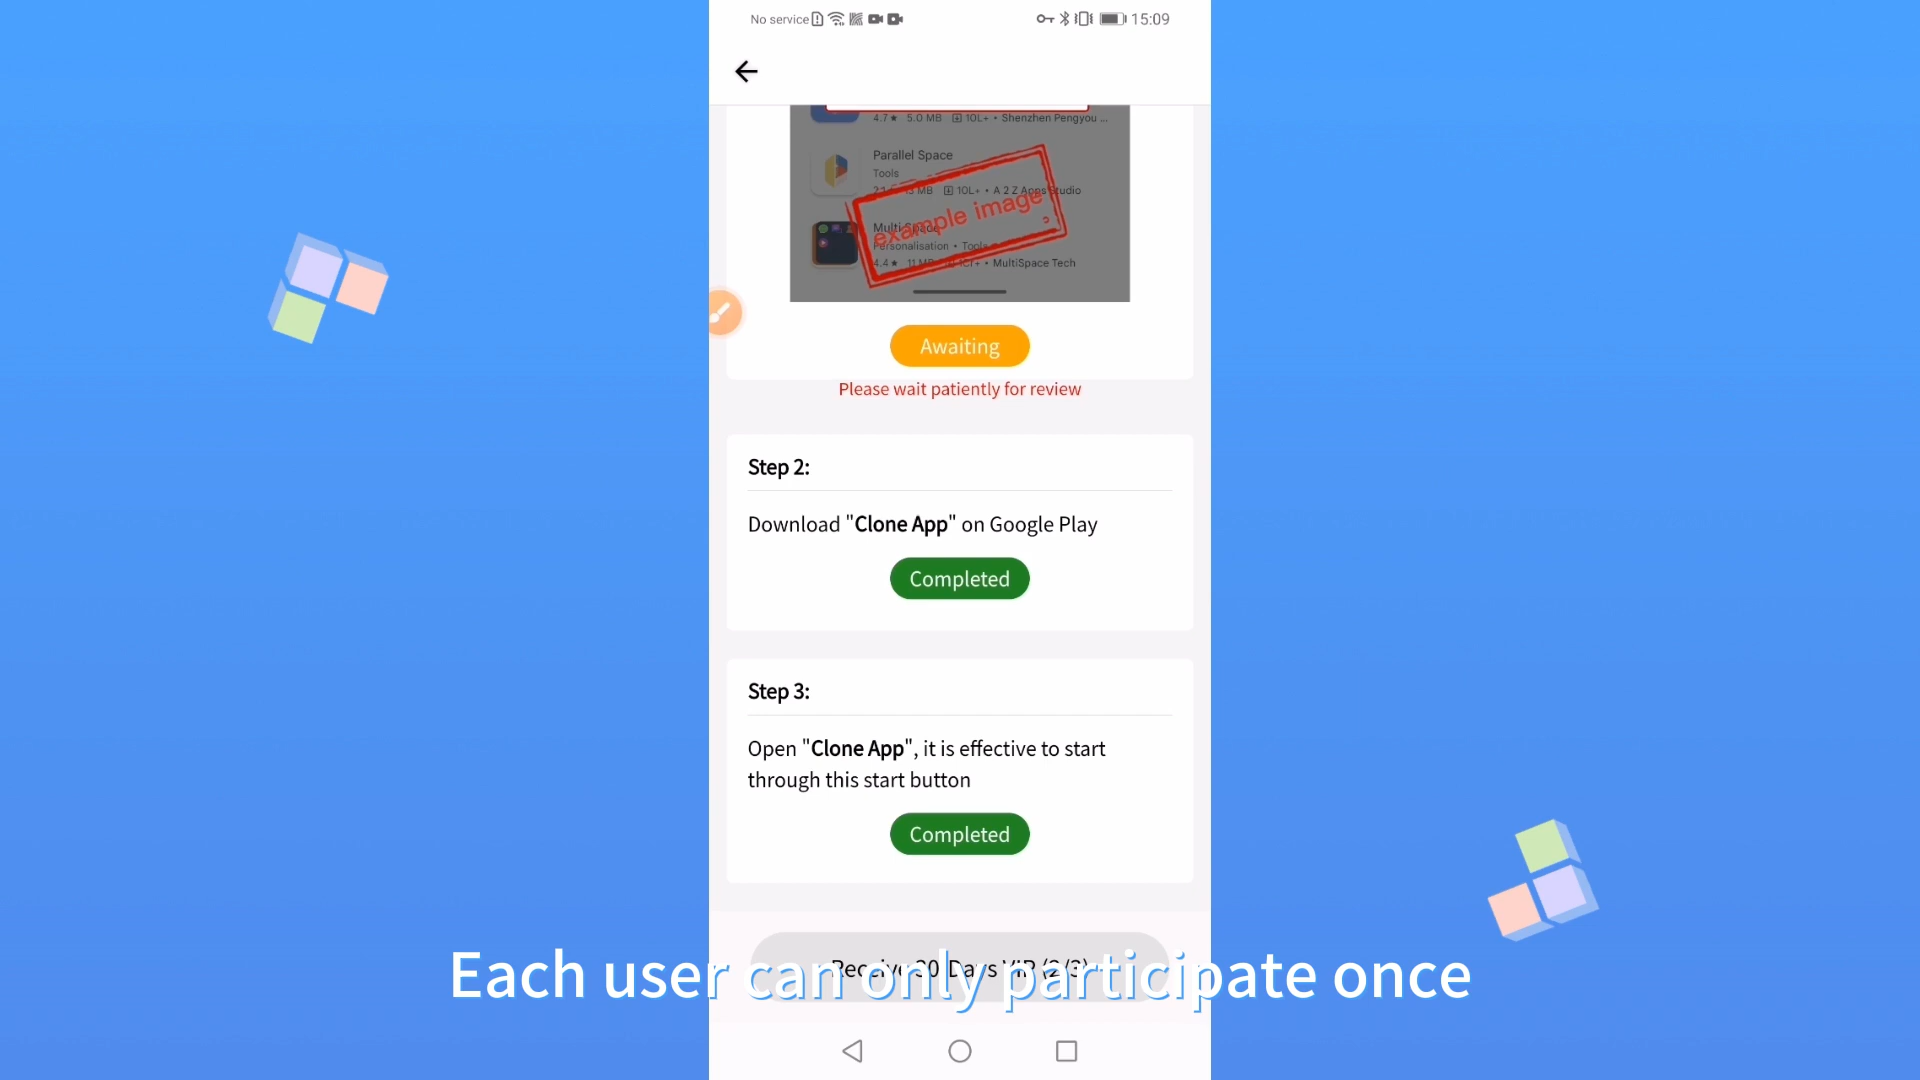 No service
15:09
4.7★ 5.0 MB 10L+ • Shenzhen Pengyou ...
Parallel Space
Tools
2.1★ 13 MB 10L+ • A 2 Z Apps Studio
Multi Space
Personalisation • Tools
4.4★ 11 MB 1Cr+ • MultiSpace Tech
example image
Awaiting
Please wait patiently for review
Step 2:
Download "Clone App" on Google Play
Completed
Step 3:
Open "Clone App", it is effective to start
through this start button
Completed
Receive 30 Days VIP (2/3)
Each user can only participate once